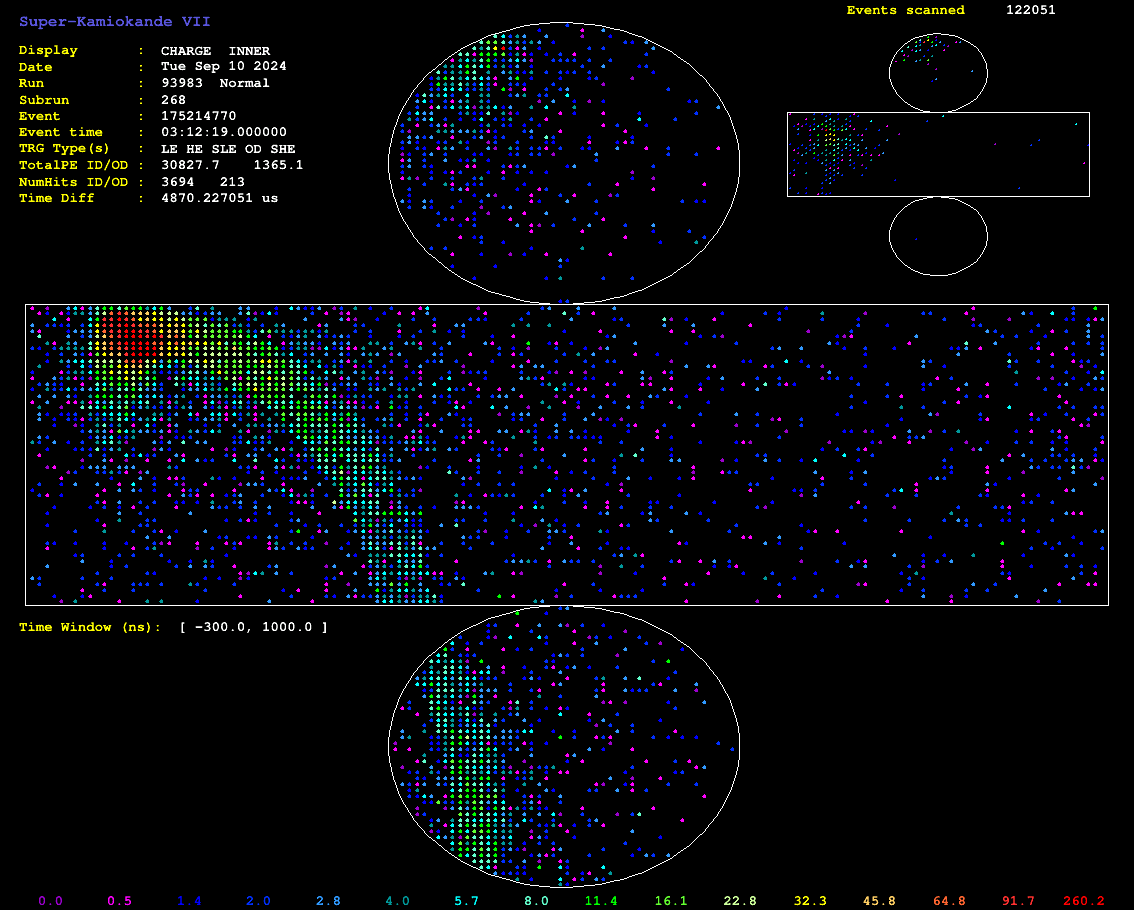 Super-Kamiokande VII
Events scanned 122051
Display : CHARGE INNER
Date : Tue Sep 10 2024
Run : 93983 Normal
Subrun : 268
Event : 175214770
Event time : 03:12:19.000000
TRG Type(s) : LE HE SLE OD SHE
TotalPE ID/OD : 30827.7 1365.1
NumHits ID/OD : 3694 213
Time Diff : 4870.227051 us
Time Window (ns): [ -300.0, 1000.0 ]
0.0 0.5 1.4 2.0 2.8 4.0 5.7 8.0 11.4 16.1 22.8 32.3 45.8 64.8 91.7 260.2